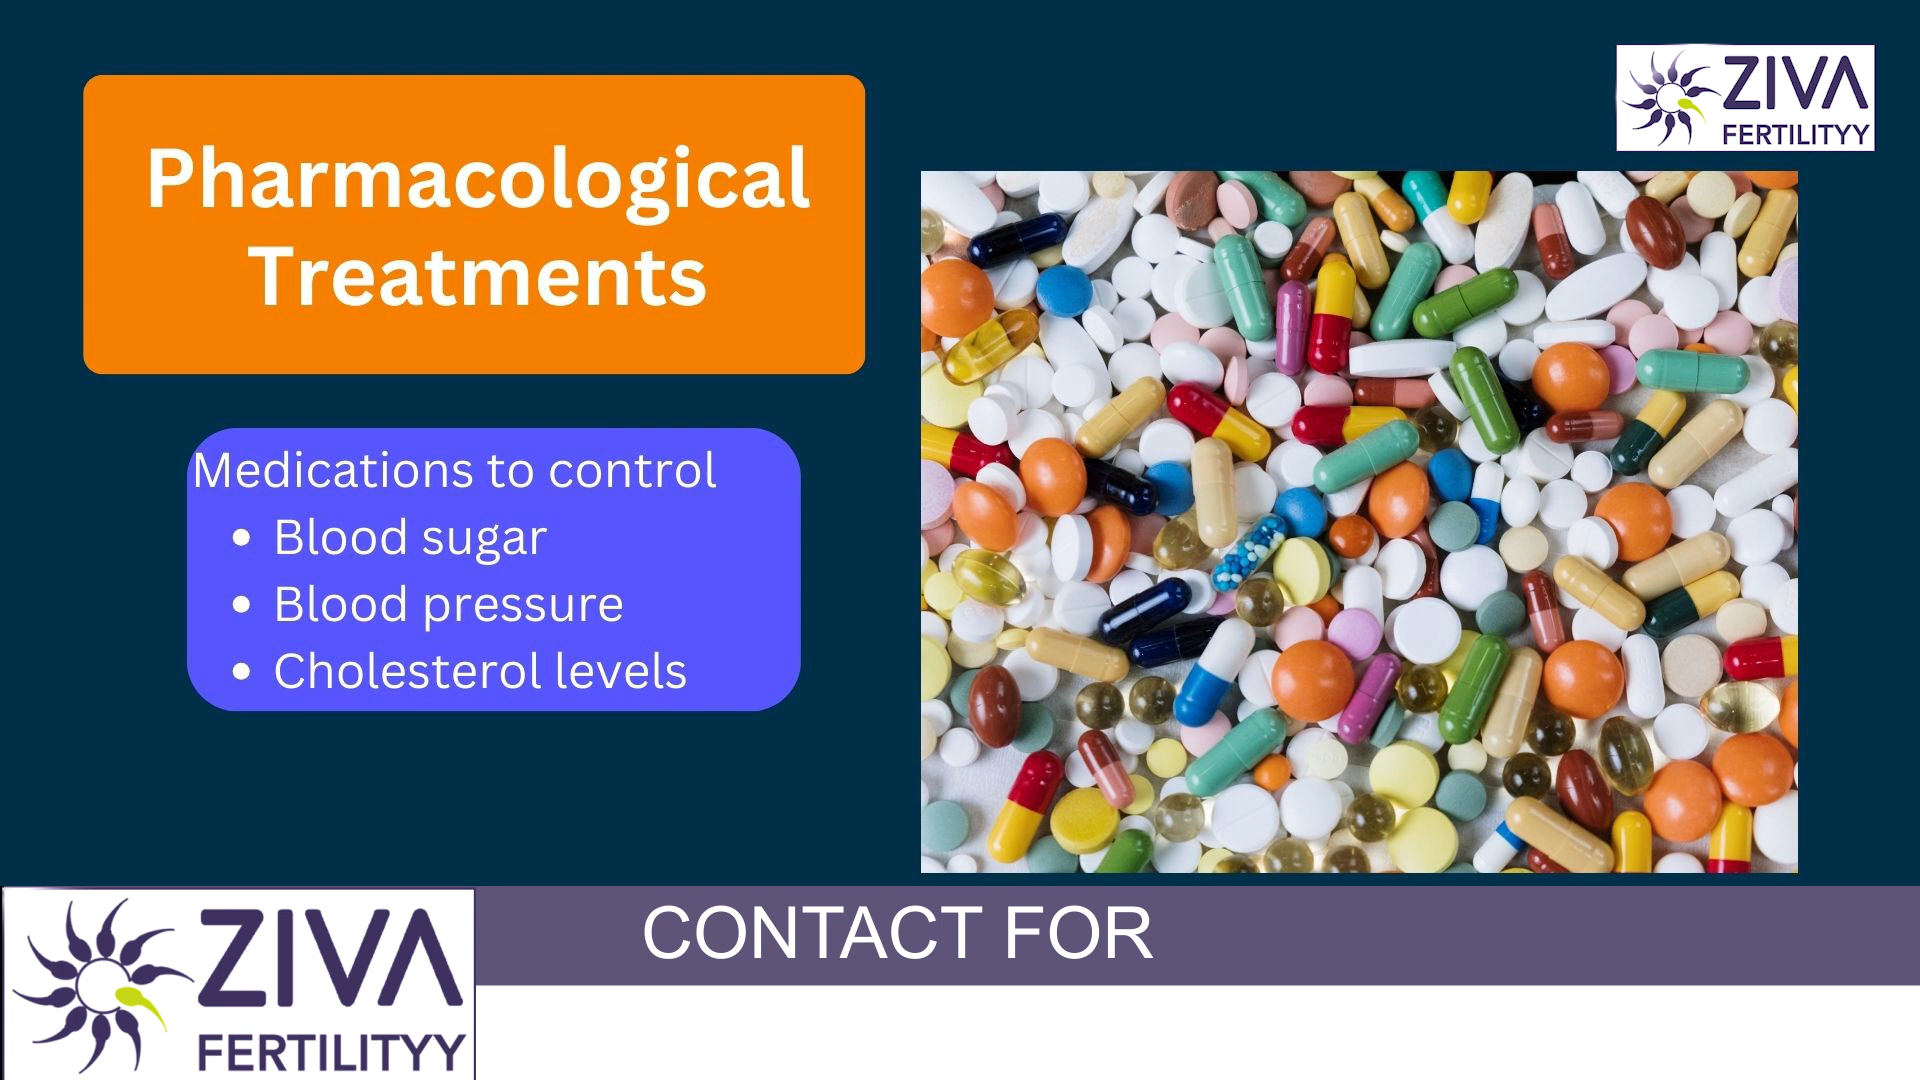 ZIVA
FERTILITYY
Pharmacological
Treatments
Medications to control
• Blood sugar
• Blood pressure
• Cholesterol levels
CONTACT FOR
ZIVA
FERTILITYY